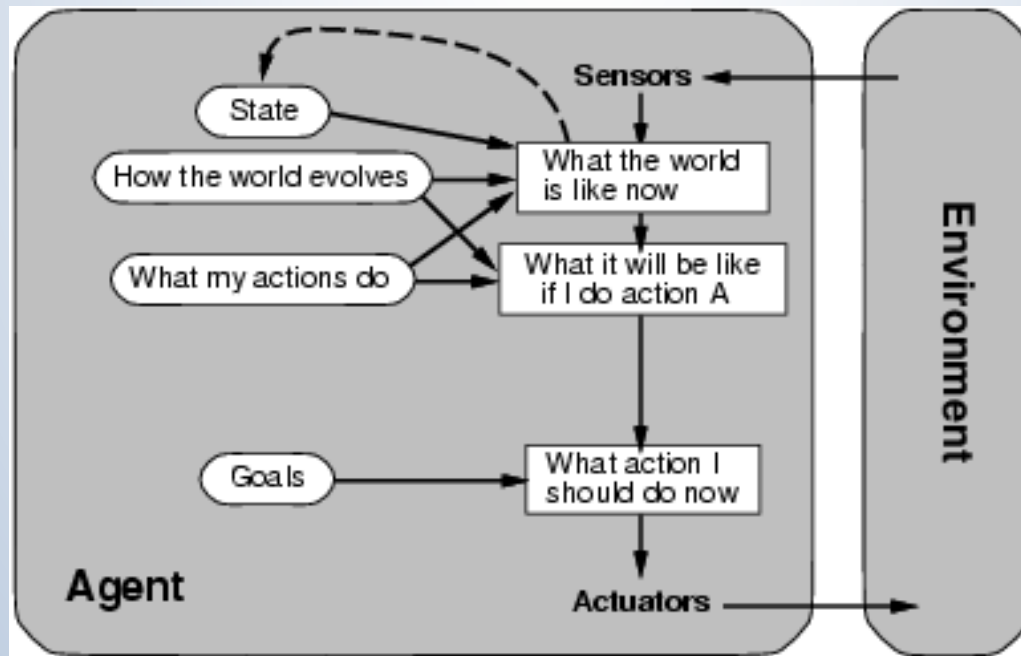 Sensors
State
What the world
is like now
How the world evolves
What my actions do
What it will be like
if I do action A
Goals
What action I
should do now
Agent
Actuators
Environment